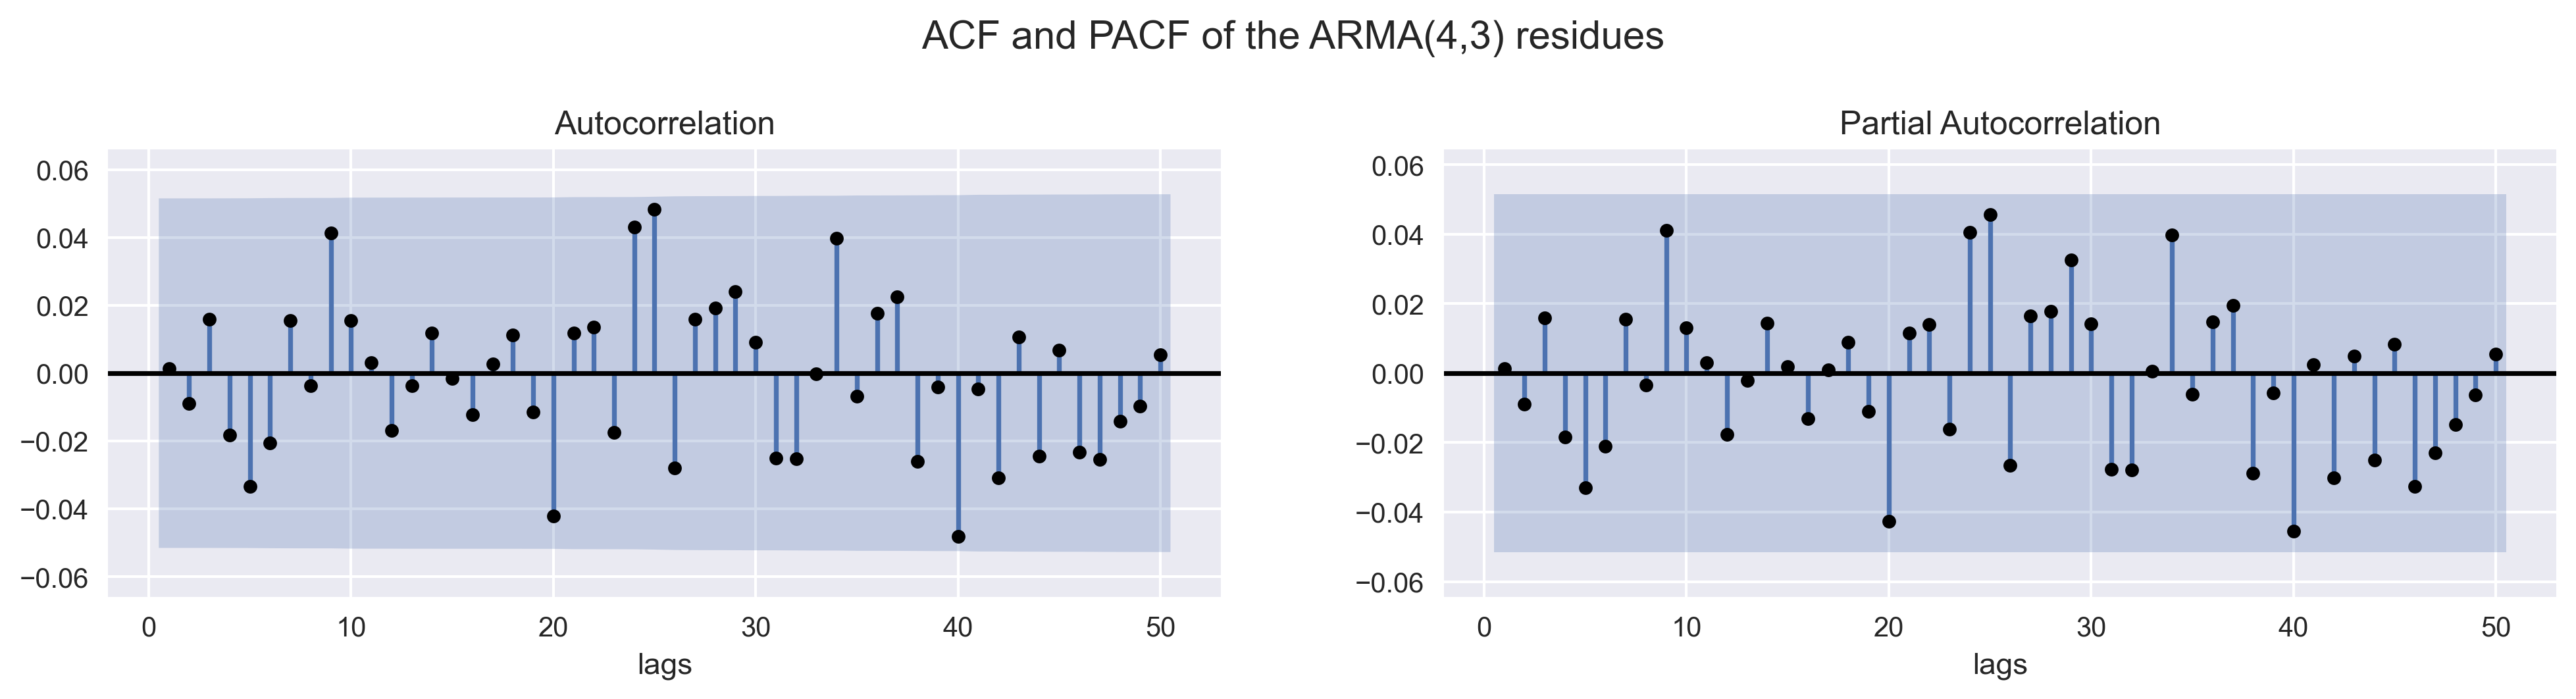 ACF and PACF of the ARMA(4,3) residues
Autocorrelation
0.06
0.04
0.02
0.00
−0.02
−0.04
−0.06
0 10 20 30 40 50
lags
Partial Autocorrelation
0.06
0.04
0.02
0.00
−0.02
−0.04
−0.06
0 10 20 30 40 50
lags